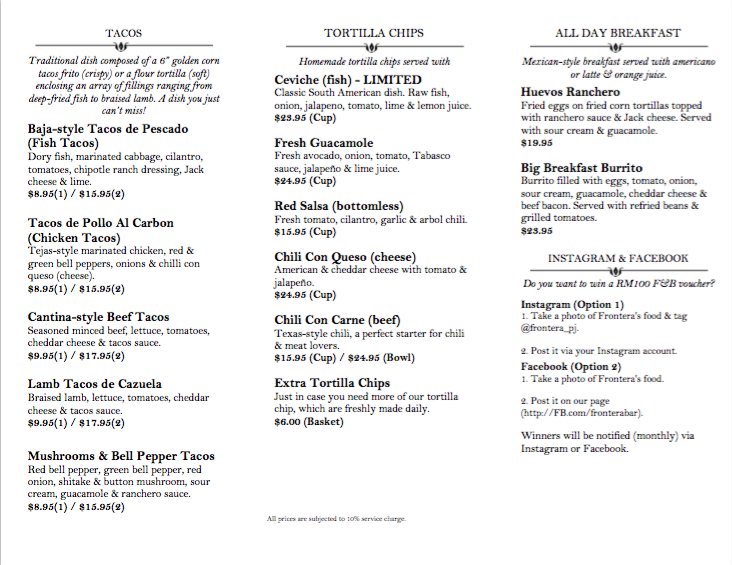 TACOS
Traditional dish composed of a 6" golden corn
tacos frito (crispy) or a flour tortilla (soft)
enclosing an array of fillings ranging from
deep-fried fish to braised lamb. A dish you just
can't miss!
Baja-style Tacos de Pescado
(Fish Tacos)
Dory fish, marinated cabbage, cilantro,
tomatoes, chipotle ranch dressing, Jack
cheese & lime.
$8.95(1) / $15.95(2)
Tacos de Pollo Al Carbon
(Chicken Tacos)
Tejas-style marinated chicken, red &
green bell peppers, onions & chilli con
queso (cheese).
$8.95(1) / $15.95(2)
Cantina-style Beef Tacos
Seasoned minced beef, lettuce, tomatoes,
cheddar cheese & tacos sauce.
$9.95(1) / $17.95(2)
Lamb Tacos de Cazuela
Braised lamb, lettuce, tomatoes, cheddar
cheese & tacos sauce.
$9.95(1) / $17.95(2)
Mushrooms & Bell Pepper Tacos
Red bell pepper, green bell pepper, red
onion, shitake & button mushroom, sour
cream, guacamole & ranchero sauce.
$8.95(1) / $15.95(2)
TORTILLA CHIPS
Homemade tortilla chips served with
Ceviche (fish) - LIMITED
Classic South American dish. Raw fish,
onion, jalapeno, tomato, lime & lemon juice.
$23.95 (Cup)
Fresh Guacamole
Fresh avocado, onion, tomato, Tabasco
sauce, jalapeño & lime juice.
$24.95 (Cup)
Red Salsa (bottomless)
Fresh tomato, cilantro, garlic & arbol chili.
$15.95 (Cup)
Chili Con Queso (cheese)
American & cheddar cheese with tomato &
jalapeño.
$24.95 (Cup)
Chili Con Carne (beef)
Texas-style chili, a perfect starter for chili
& meat lovers.
$15.95 (Cup) / $24.95 (Bowl)
Extra Tortilla Chips
Just in case you need more of our tortilla
chip, which are freshly made daily.
$6.00 (Basket)
All prices are subjected to 10% service charge.
ALL DAY BREAKFAST
Mexican-style breakfast served with americano
or latte & orange juice.
Huevos Ranchero
Fried eggs on fried corn tortillas topped
with ranchero sauce & Jack cheese. Served
with sour cream & guacamole.
$19.95
Big Breakfast Burrito
Burrito filled with eggs, tomato, onion,
sour cream, guacamole, cheddar cheese &
beef bacon. Served with refried beans &
grilled tomatoes.
$23.95
INSTAGRAM & FACEBOOK
Do you want to win a RM100 F&B voucher?
Instagram (Option 1)
1. Take a photo of Frontera's food & tag
@frontera_pj.
2. Post it via your Instagram account.
Facebook (Option 2)
1. Take a photo of Frontera's food.
2. Post it on our page
(http://FB.com/fronterabar).
Winners will be notified (monthly) via
Instagram or Facebook.